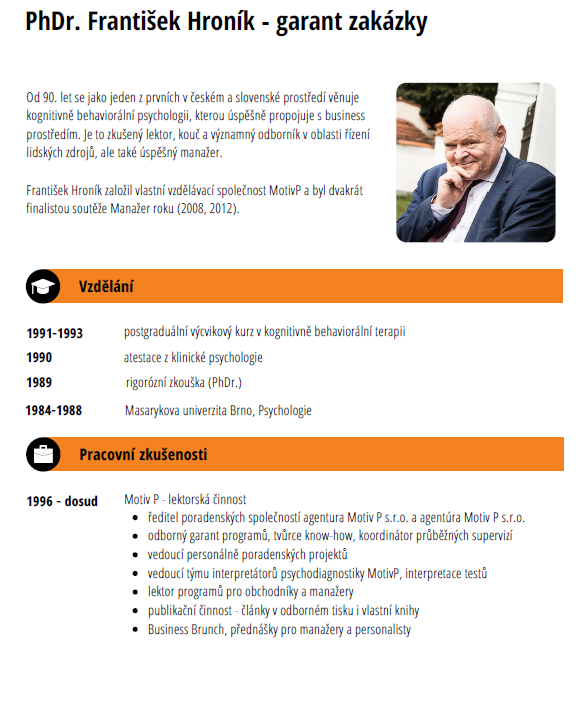 PhDr. František Hroník - garant zakázky
Od 90. let se jako jeden z prvních v českém a slovenské prostředí věnuje
kognitivně behaviorální psychologii, kterou úspěšně propojuje s business
prostředím. Je to zkušený lektor, kouč a významný odborník v oblasti řízení
lidských zdrojů, ale také úspěšný manažer.
František Hroník založil vlastní vzdělávací společnost MotivP a byl dvakrát
finalistou soutěže Manažer roku (2008, 2012).
Vzdělání
1991-1993 postgraduální výcvikový kurz v kognitivně behaviorální terapii
1990 atestace z klinické psychologie
1989 rigorózní zkouška (PhDr.)
1984-1988 Masarykova univerzita Brno, Psychologie
Pracovní zkušenosti
1996 - dosud Motiv P - lektorská činnost
• ředitel poradenských společností agentura Motiv P s.r.o. a agentúra Motiv P s.r.o.
• odborný garant programů, tvůrce know-how, koordinátor průběžných supervizí
• vedoucí personálně poradenských projektů
• vedoucí týmu interpretátorů psychodiagnostiky MotivP, interpretace testů
• lektor programů pro obchodníky a manažery
• publikační činnost - články v odborném tisku i vlastní knihy
• Business Brunch, přednášky pro manažery a personalisty